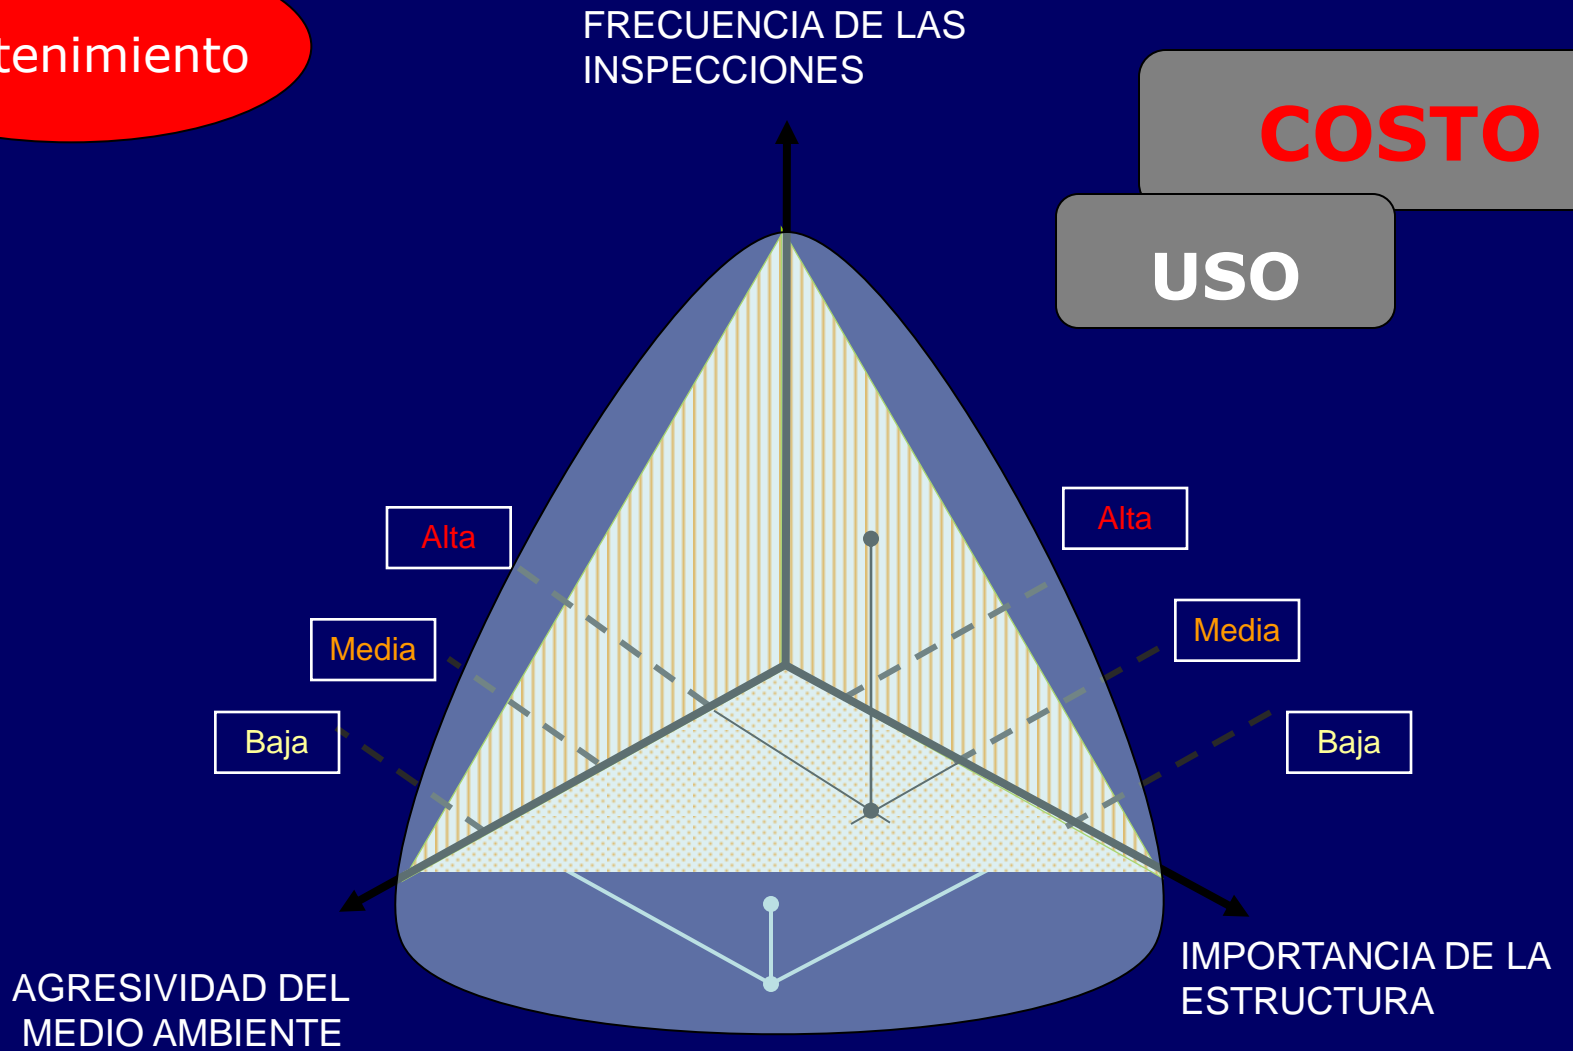 tenimiento
FRECUENCIA DE LAS
INSPECCIONES
COSTO
USO
Alta
Media
Baja
Alta
Media
Baja
AGRESIVIDAD DEL
MEDIO AMBIENTE
IMPORTANCIA DE LA
ESTRUCTURA